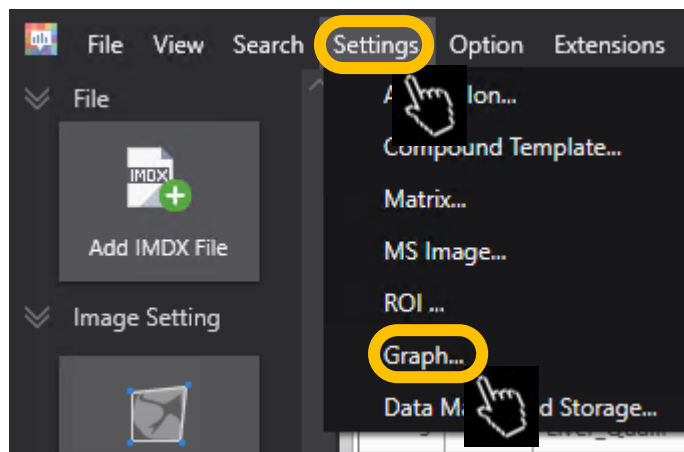 File View Search Settings Option Extensions
File
Add IMDX File
IMDX
Image Setting
Compound Template...
Matrix...
MS Image...
ROI ...
Graph...
Storage...